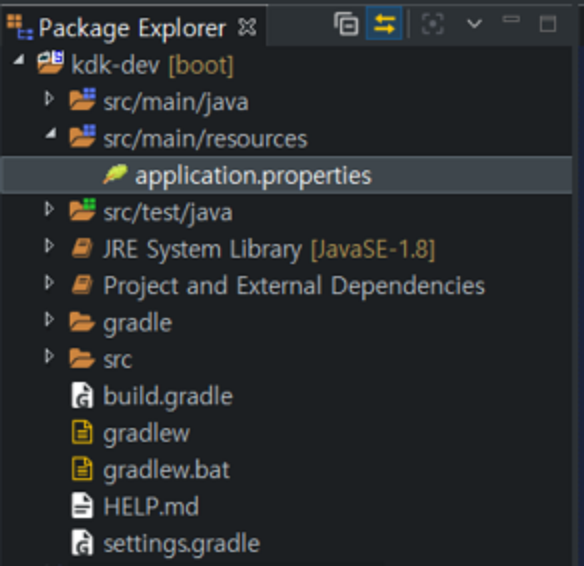 Package Explorer
kdk-dev [boot]
src/main/java
src/main/resources
application.properties
src/test/java
JRE System Library [JavaSE-1.8]
Project and External Dependencies
gradle
src
build.gradle
gradlew
gradlew.bat
HELP.md
settings.gradle